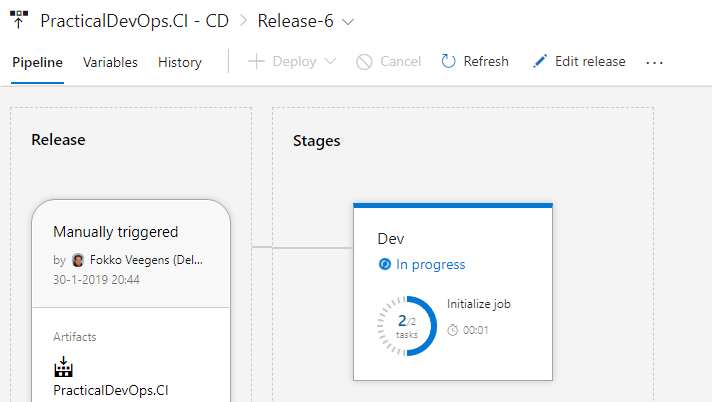 PracticalDevOps.CI - CD > Release-6
Pipeline Variables History Deploy Cancel Refresh Edit release ...
Release
Stages
Manually triggered
by Fokko Veegens (Del...
30-1-2019 20:44
Artifacts
PracticalDevOps.CI
Dev
In progress
2/2
tasks
Initialize job
00:01